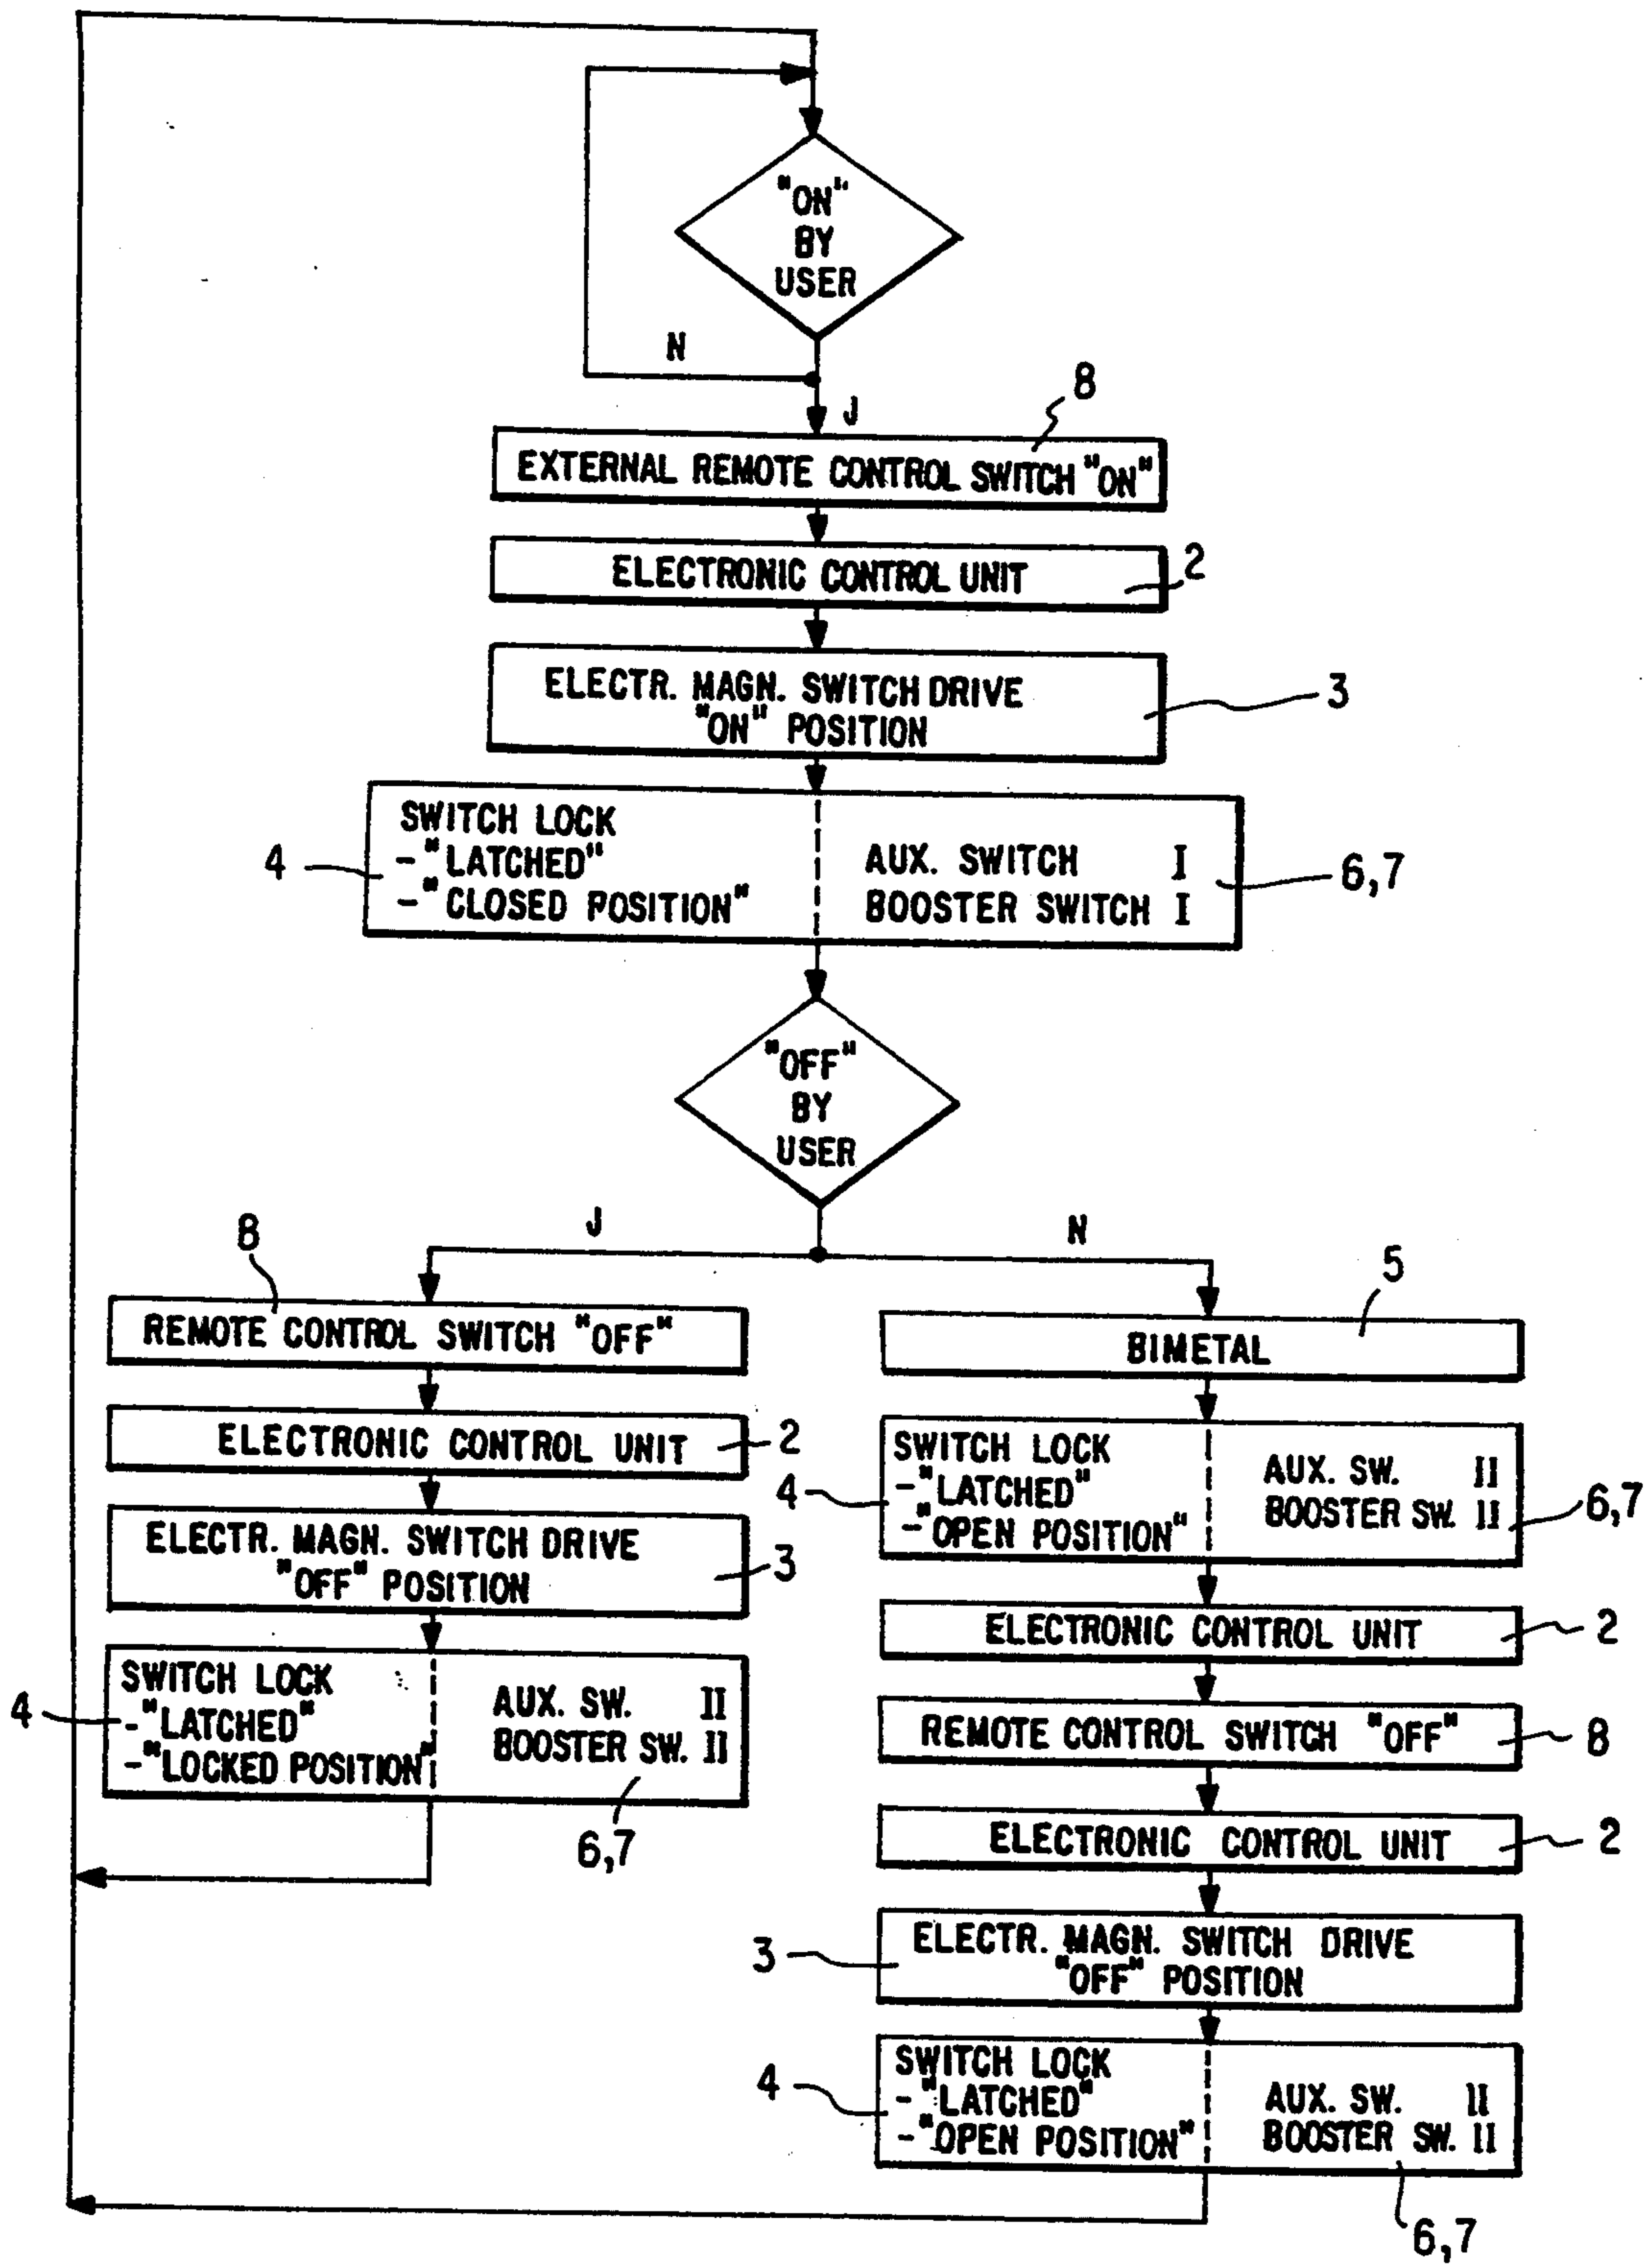 "ON"
BY
USER
N
J
8
EXTERNAL REMOTE CONTROL SWITCH "ON"
ELECTRONIC CONTROL UNIT
2
ELECTR. MAGN. SWITCH DRIVE
"ON" POSITION
3
SWITCH LOCK
-"LATCHED"
-"CLOSED POSITION"
4
AUX. SWITCH I
BOOSTER SWITCH I
6,7
"OFF"
BY
USER
J
N
8
REMOTE CONTROL SWITCH "OFF"
ELECTRONIC CONTROL UNIT
2
ELECTR. MAGN. SWITCH DRIVE
"OFF" POSITION
3
SWITCH LOCK
-"LATCHED"
-"LOCKED POSITION"
4
AUX. SW. II
BOOSTER SW. II
6,7
5
BIMETAL
SWITCH LOCK
-"LATCHED"
-"OPEN POSITION"
4
AUX. SW. II
BOOSTER SW. II
6,7
ELECTRONIC CONTROL UNIT
2
REMOTE CONTROL SWITCH "OFF"
8
ELECTRONIC CONTROL UNIT
2
ELECTR. MAGN. SWITCH DRIVE
"OFF" POSITION
3
SWITCH LOCK
-"LATCHED"
-"OPEN POSITION"
4
AUX. SW. II
BOOSTER SW. II
6,7